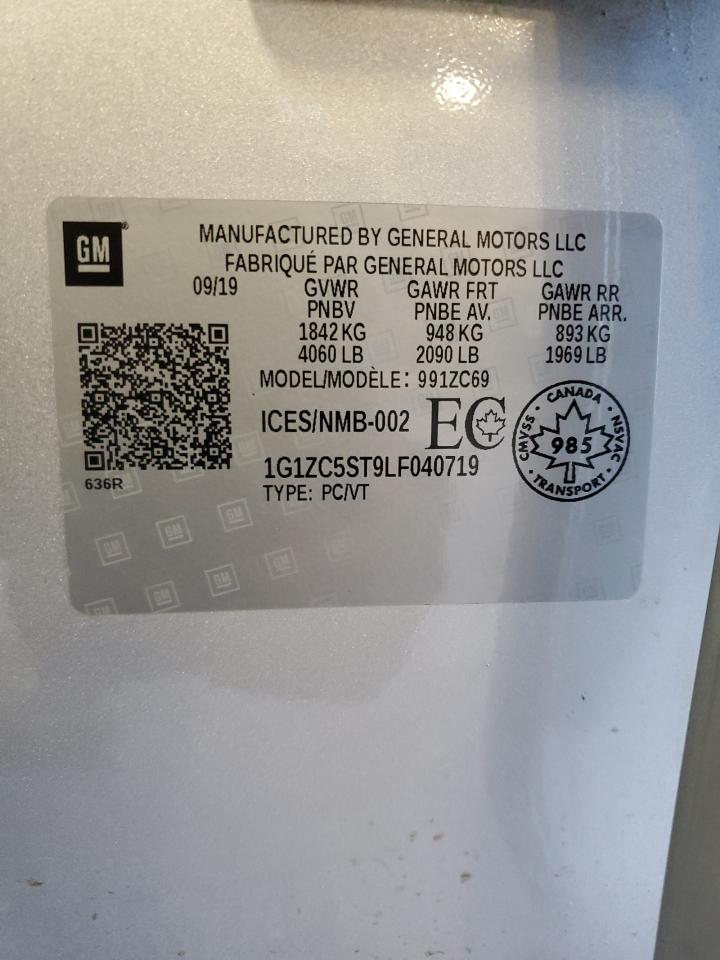 GM
MANUFACTURED BY GENERAL MOTORS LLC
FABRIQUÉ PAR GENERAL MOTORS LLC
09/19 GVWR GAWR FRT GAWR RR
PNBV PNBE AV. PNBE ARR.
1842 KG 948 KG 893 KG
4060 LB 2090 LB 1969 LB
MODEL/MODÈLE: 991ZC69
ICES/NMB-002 EC
CANADA
CMVSS 985 NSVAC
TRANSPORT
1G1ZC5ST9LF040719
636R
TYPE: PC/VT